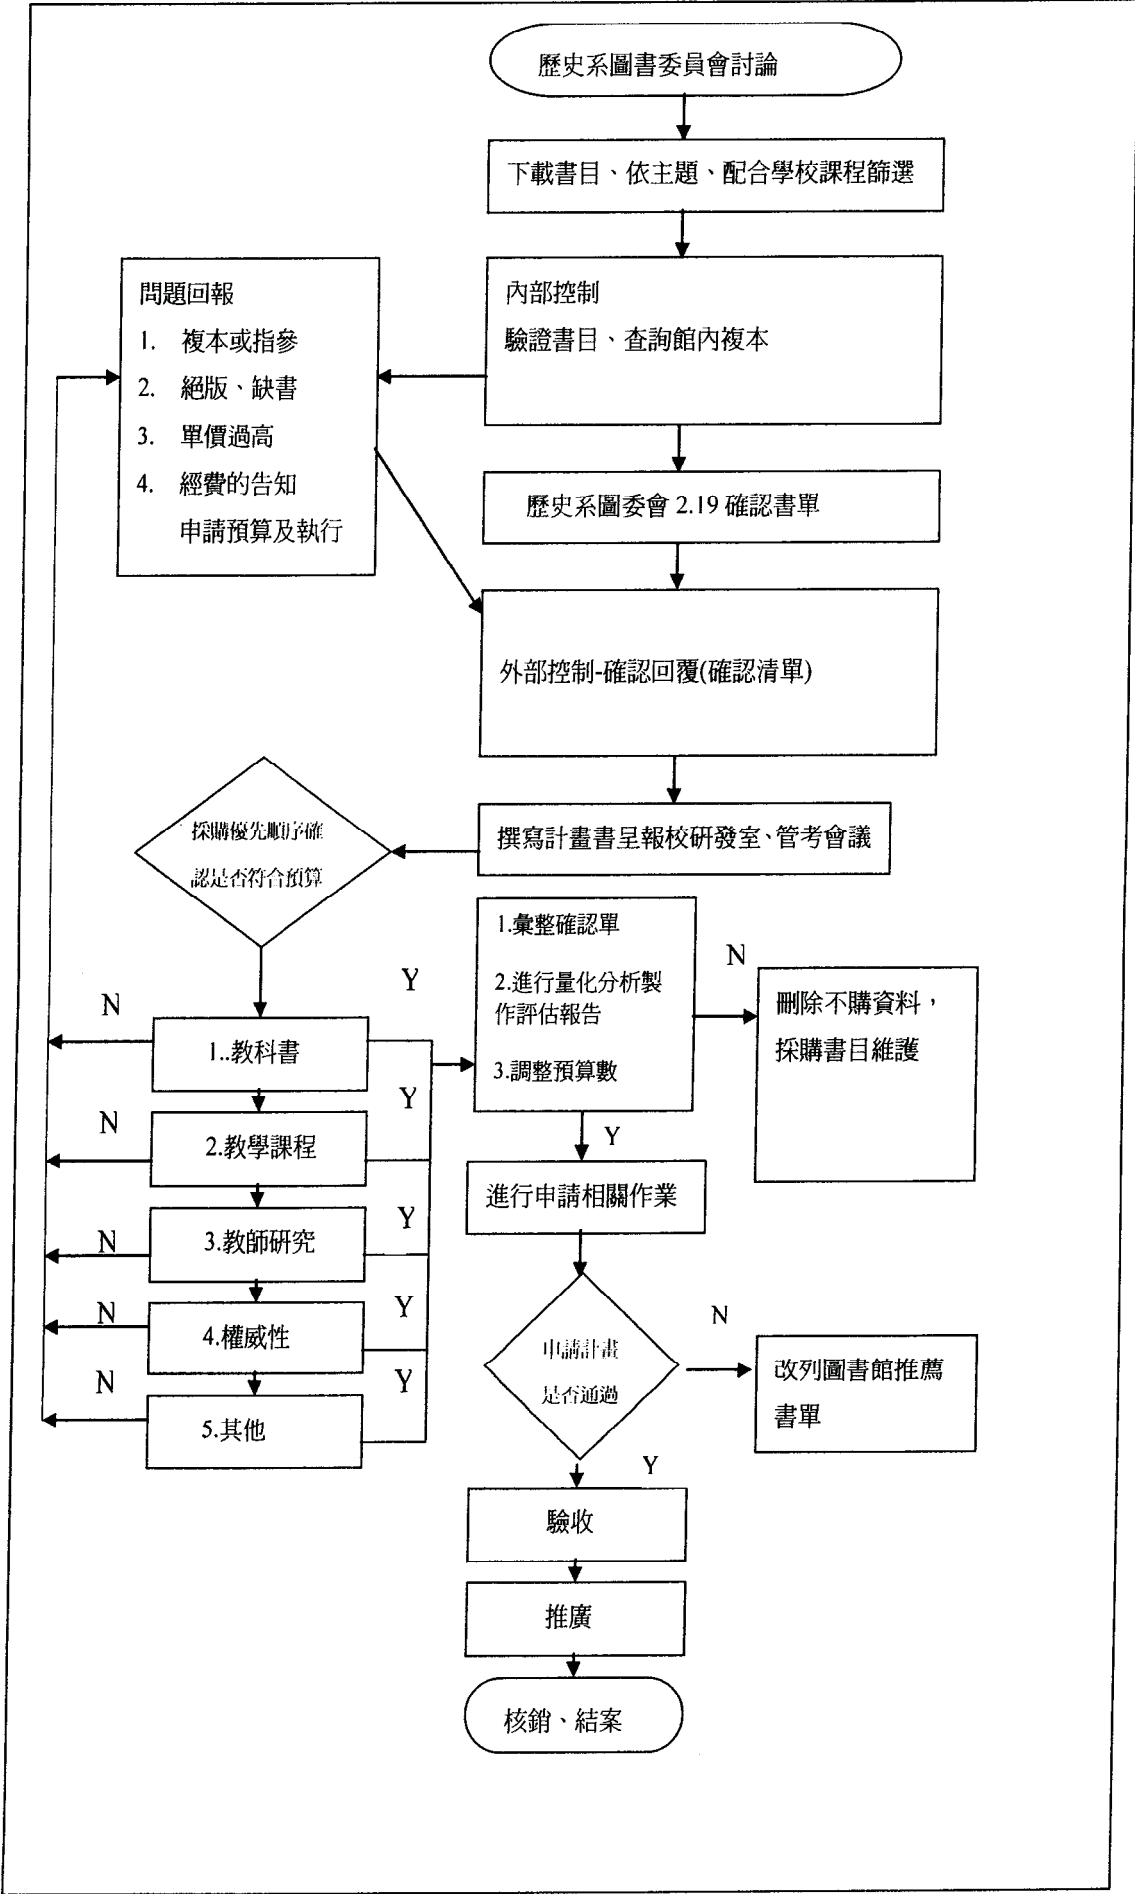 歷史系圖書委員會討論
下載書目、依主題、配合學校課程篩選
內部控制
驗證書目、查詢館內複本
問題回報
1. 複本或指參
2. 絕版、缺書
3. 單價過高
4. 經費的告知
申請預算及執行
歷史系圖委會 2.19 確認書單
外部控制-確認回覆(確認清單)
撰寫計畫書呈報校研發室、管考會議
採購優先順序確
認是否符合預算
N
Y
1..教科書
N
Y
2.教學課程
N
Y
3.教師研究
N
Y
4.權威性
N
Y
5.其他
1.彙整確認單
2.進行量化分析製
作評估報告
3.調整預算數
N
刪除不購資料，
採購書目維護
Y
進行申請相關作業
申請計畫
是否通過
N
改列圖書館推薦
書單
Y
驗收
推廣
核銷、結案